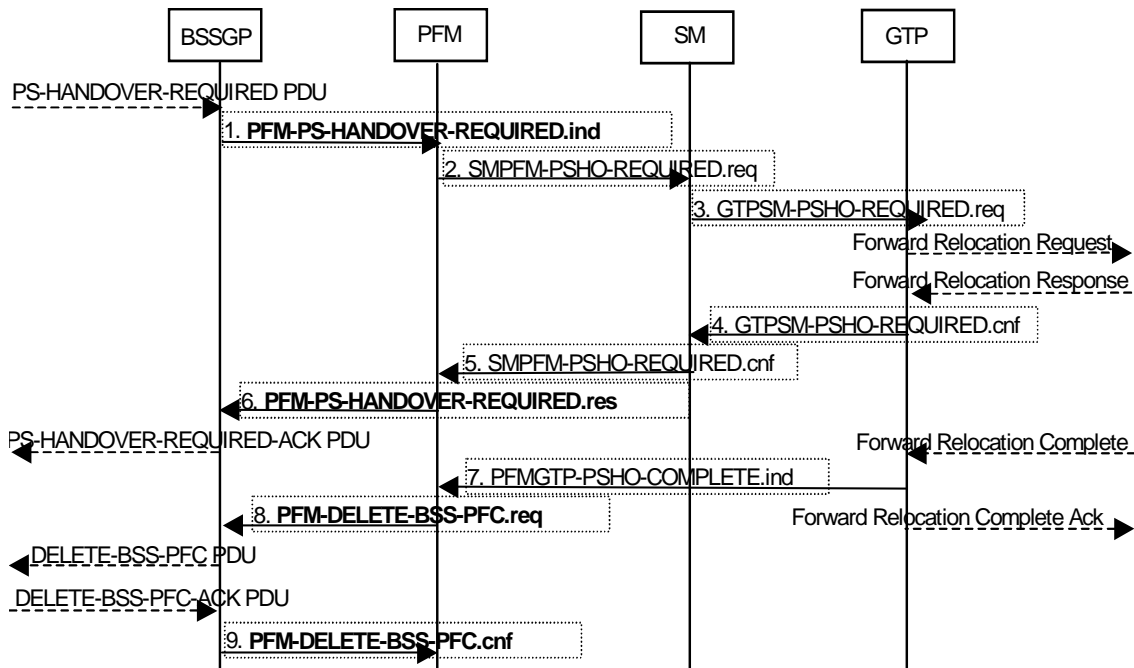 BSSGP
PFM
SM
GTP
PS-HANDOVER-REQUIRED PDU
1. PFM-PS-HANDOVER-REQUIRED.ind
2. SMPFM-PSHO-REQUIRED.req
3. GTPSM-PSHO-REQUIRED.req
Forward Relocation Request
Forward Relocation Response
4. GTPSM-PSHO-REQUIRED.cnf
5. SMPFM-PSHO-REQUIRED.cnf
6. PFM-PS-HANDOVER-REQUIRED.res
PS-HANDOVER-REQUIRED-ACK PDU
Forward Relocation Complete
7. PFMGTP-PSHO-COMPLETE.ind
8. PFM-DELETE-BSS-PFC.req
Forward Relocation Complete Ack
DELETE-BSS-PFC PDU
DELETE-BSS-PFC-ACK PDU
9. PFM-DELETE-BSS-PFC.cnf